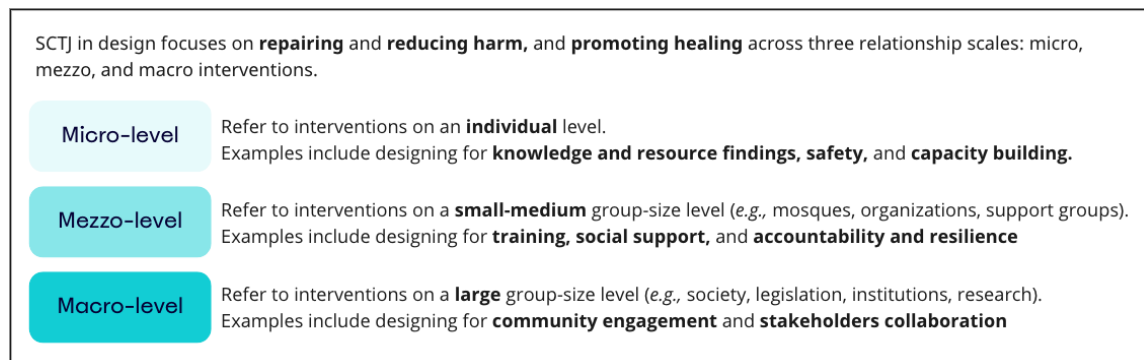 SCTJ in design focuses on repairing and reducing harm, and promoting healing across three relationship scales: micro,
mezzo, and macro interventions.
Micro-level
Refer to interventions on an individual level.
Examples include designing for knowledge and resource findings, safety, and capacity building.
Mezzo-level
Refer to interventions on a small-medium group-size level (e.g., mosques, organizations, support groups).
Examples include designing for training, social support, and accountability and resilience
Macro-level
Refer to interventions on a large group-size level (e.g., society, legislation, institutions, research).
Examples include designing for community engagement and stakeholders collaboration